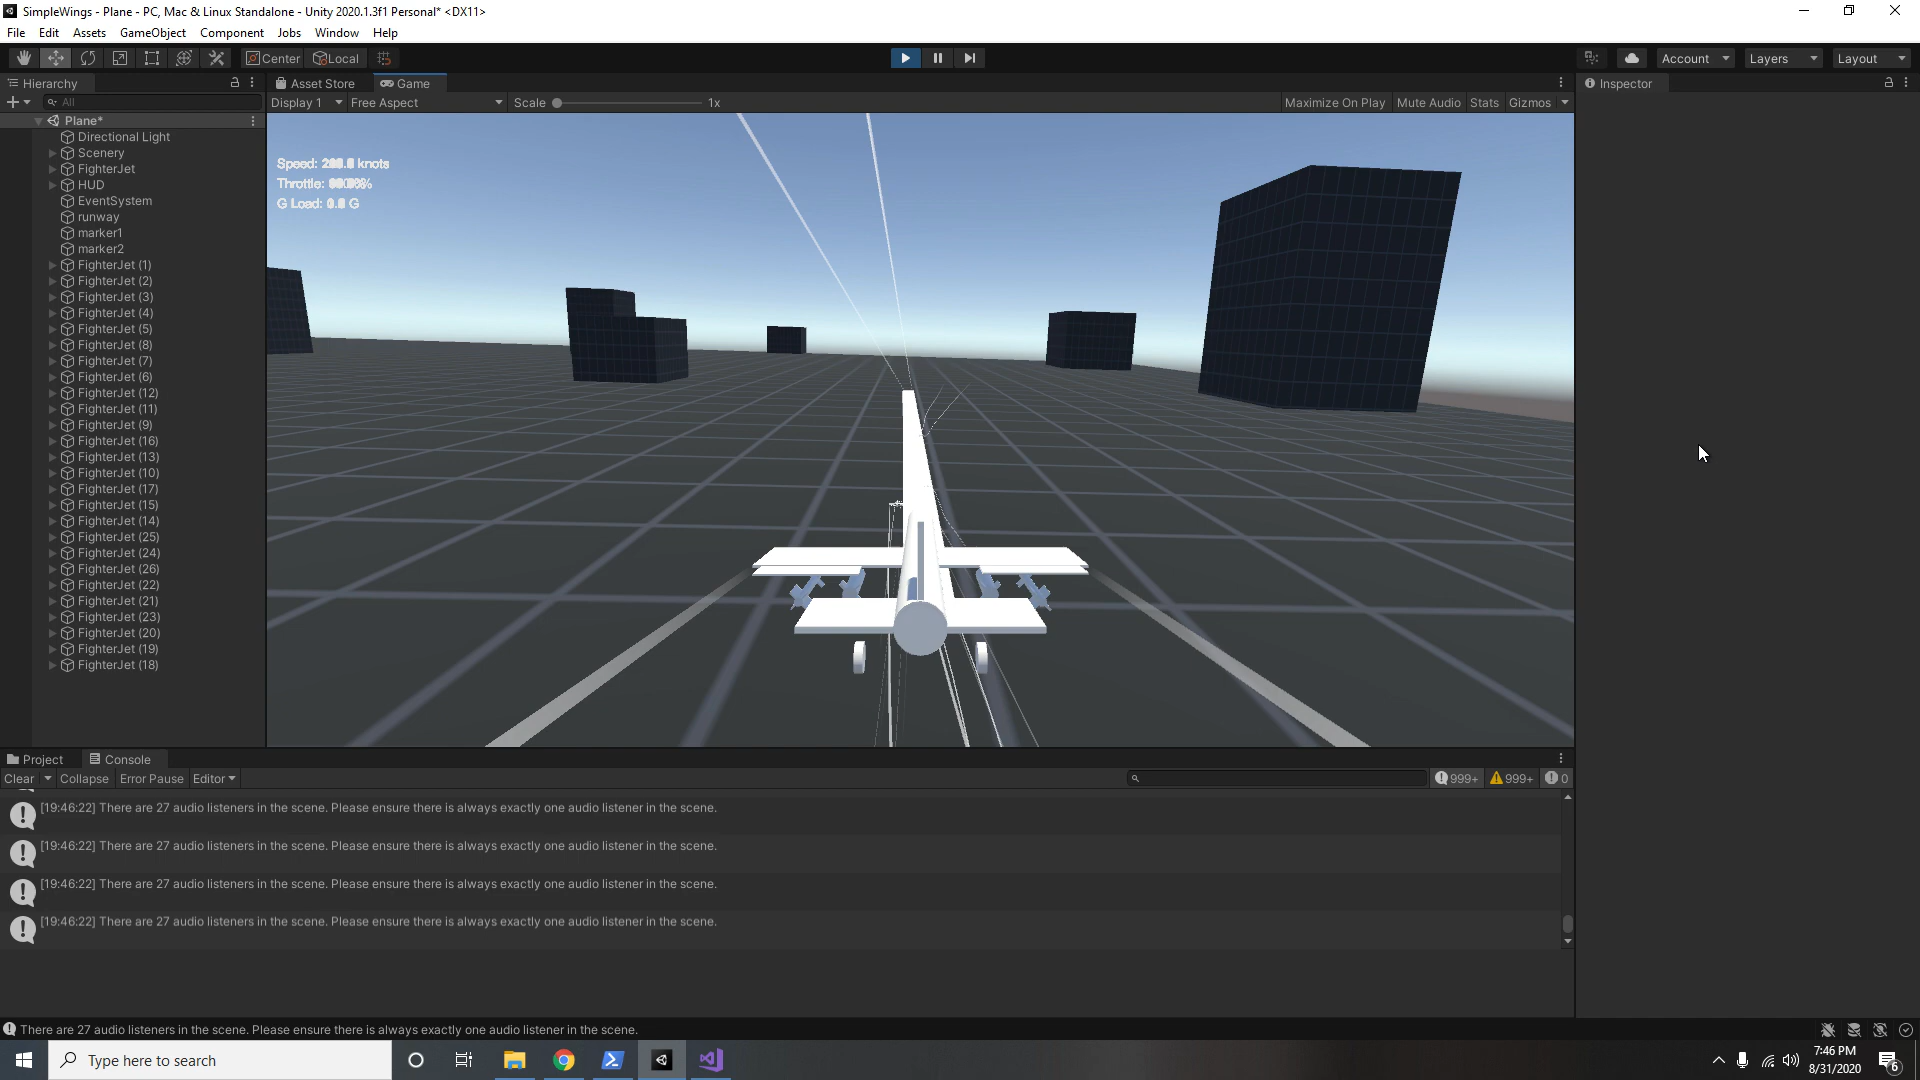 SimpleWings - Plane - PC, Mac & Linux Standalone - Unity 2020.1.3f1 Personal* <DX11>
File Edit Assets GameObject Component Jobs Window Help
Center Local Account Layers Layout
Hierarchy Asset Store Game Inspector
All Display 1 Free Aspect Scale 1x Maximize On Play Mute Audio Stats Gizmos
Plane*
Directional Light
Scenery
FighterJet
HUD
EventSystem
runway
marker1
marker2
FighterJet (1)
FighterJet (2)
FighterJet (3)
FighterJet (4)
FighterJet (5)
FighterJet (8)
FighterJet (7)
FighterJet (6)
FighterJet (12)
FighterJet (11)
FighterJet (9)
FighterJet (16)
FighterJet (13)
FighterJet (10)
FighterJet (17)
FighterJet (15)
FighterJet (14)
FighterJet (25)
FighterJet (24)
FighterJet (26)
FighterJet (22)
FighterJet (21)
FighterJet (23)
FighterJet (20)
FighterJet (19)
FighterJet (18)
Speed: knots
Throttle: %
G Load: G
Project Console
Clear Collapse Error Pause Editor 999+ 999+ 0
[19:46:22] There are 27 audio listeners in the scene. Please ensure there is always exactly one audio listener in the scene.
[19:46:22] There are 27 audio listeners in the scene. Please ensure there is always exactly one audio listener in the scene.
[19:46:22] There are 27 audio listeners in the scene. Please ensure there is always exactly one audio listener in the scene.
[19:46:22] There are 27 audio listeners in the scene. Please ensure there is always exactly one audio listener in the scene.
There are 27 audio listeners in the scene. Please ensure there is always exactly one audio listener in the scene.
Type here to search
7:46 PM
8/31/2020
6